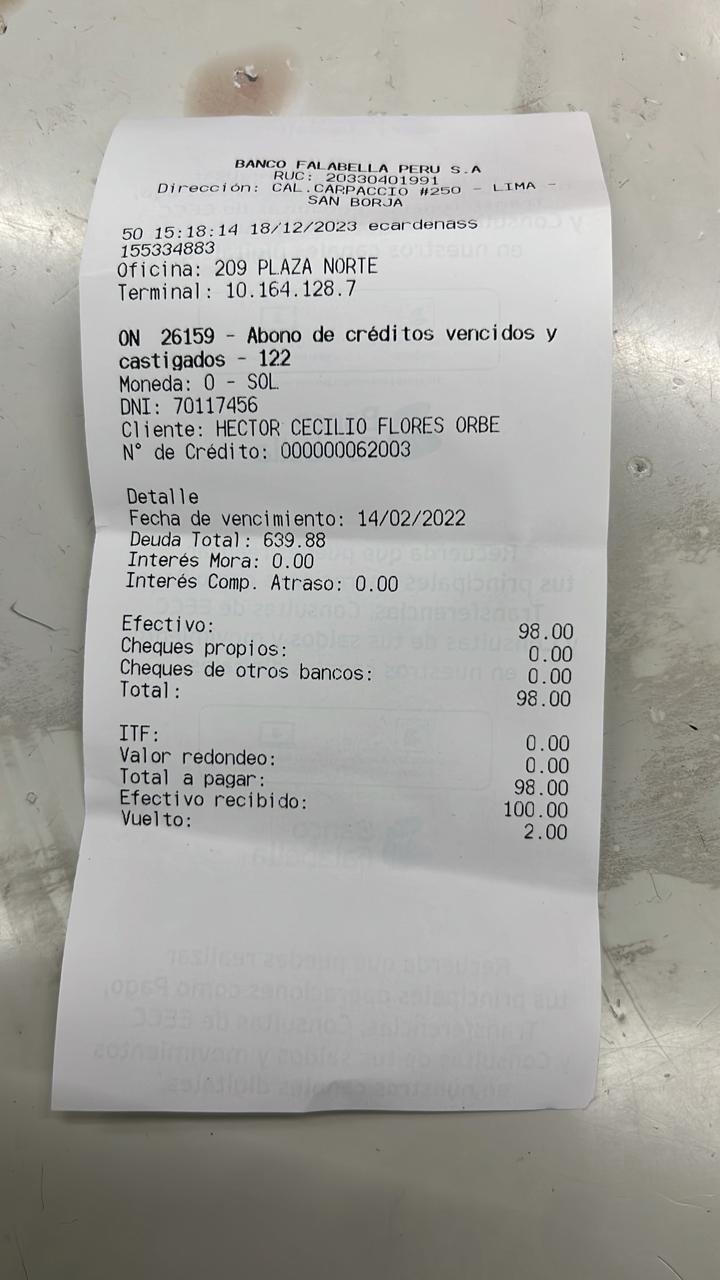 BANCO FALABELLA PERU S.A
RUC: 20330401991
Dirección: CAL.CARPACCIO #250 - LIMA -
SAN BORJA
50 15:18:14 18/12/2023 ecardenass
155334883
Oficina: 209 PLAZA NORTE
Terminal: 10.164.128.7
ON 26159 - Abono de créditos vencidos y
castigados - 122
Moneda: 0 - SOL
DNI: 70117456
Cliente: HECTOR CECILIO FLORES ORBE
N° de Crédito: 000000062003
Detalle
Fecha de vencimiento: 14/02/2022
Deuda Total: 639.88
Interés Mora: 0.00
Interés Comp. Atraso: 0.00
Efectivo: 98.00
Cheques propios: 0.00
Cheques de otros bancos: 0.00
Total: 98.00
ITF: 0.00
Valor redondeo: 0.00
Total a pagar: 98.00
Efectivo recibido: 100.00
Vuelto: 2.00
Recuerda que puedes realizar
tus principales operaciones como Pago,
Transferencias, Consultas de EECC
y Consultas de tus saldos y movimientos
en nuestros canales digitales.